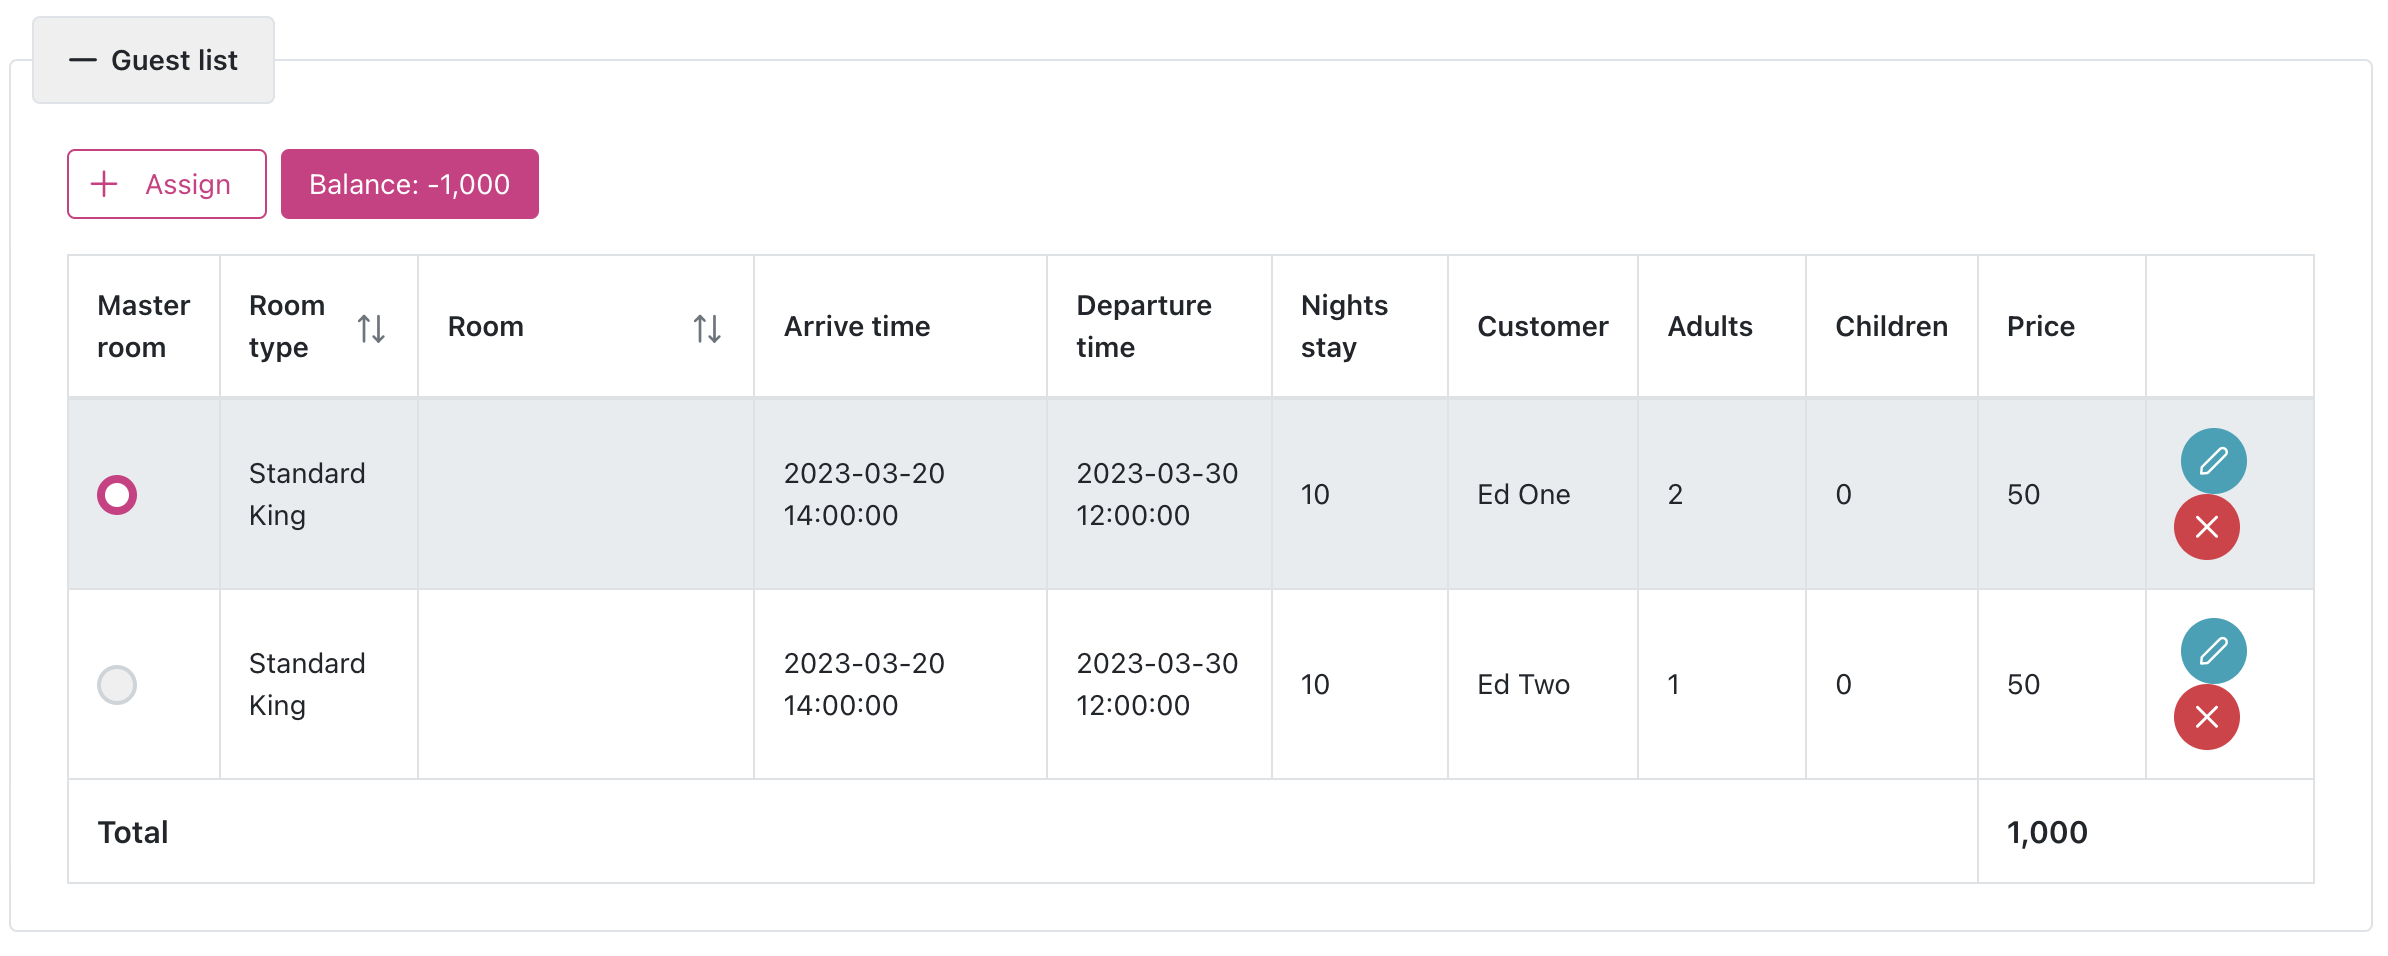 Guest list
Assign
Balance: -1,000
Master room
Room type
Room
Arrive time
Departure time
Nights stay
Customer
Adults
Children
Price
Standard King
2023-03-20 14:00:00
2023-03-30 12:00:00
10
Ed One
2
0
50
Standard King
2023-03-20 14:00:00
2023-03-30 12:00:00
10
Ed Two
1
0
50
Total
1,000